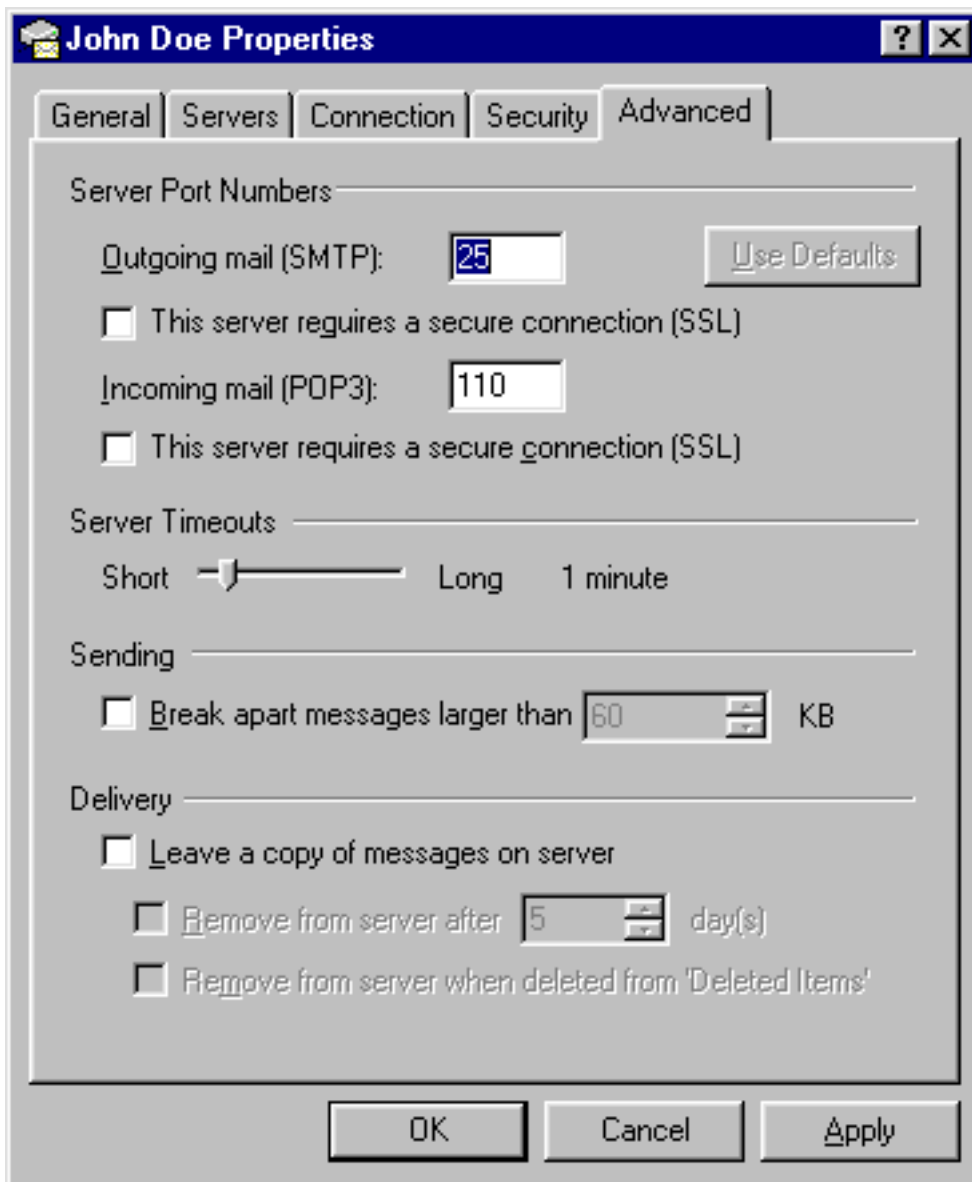 John Doe Properties
General Servers Connection Security Advanced
Server Port Numbers
Outgoing mail (SMTP): 25 Use Defaults
This server requires a secure connection (SSL)
Incoming mail (POP3): 110
This server requires a secure connection (SSL)
Server Timeouts
Short Long 1 minute
Sending
Break apart messages larger than 60 KB
Delivery
Leave a copy of messages on server
Remove from server after 5 day(s)
Remove from server when deleted from 'Deleted Items'
OK Cancel Apply